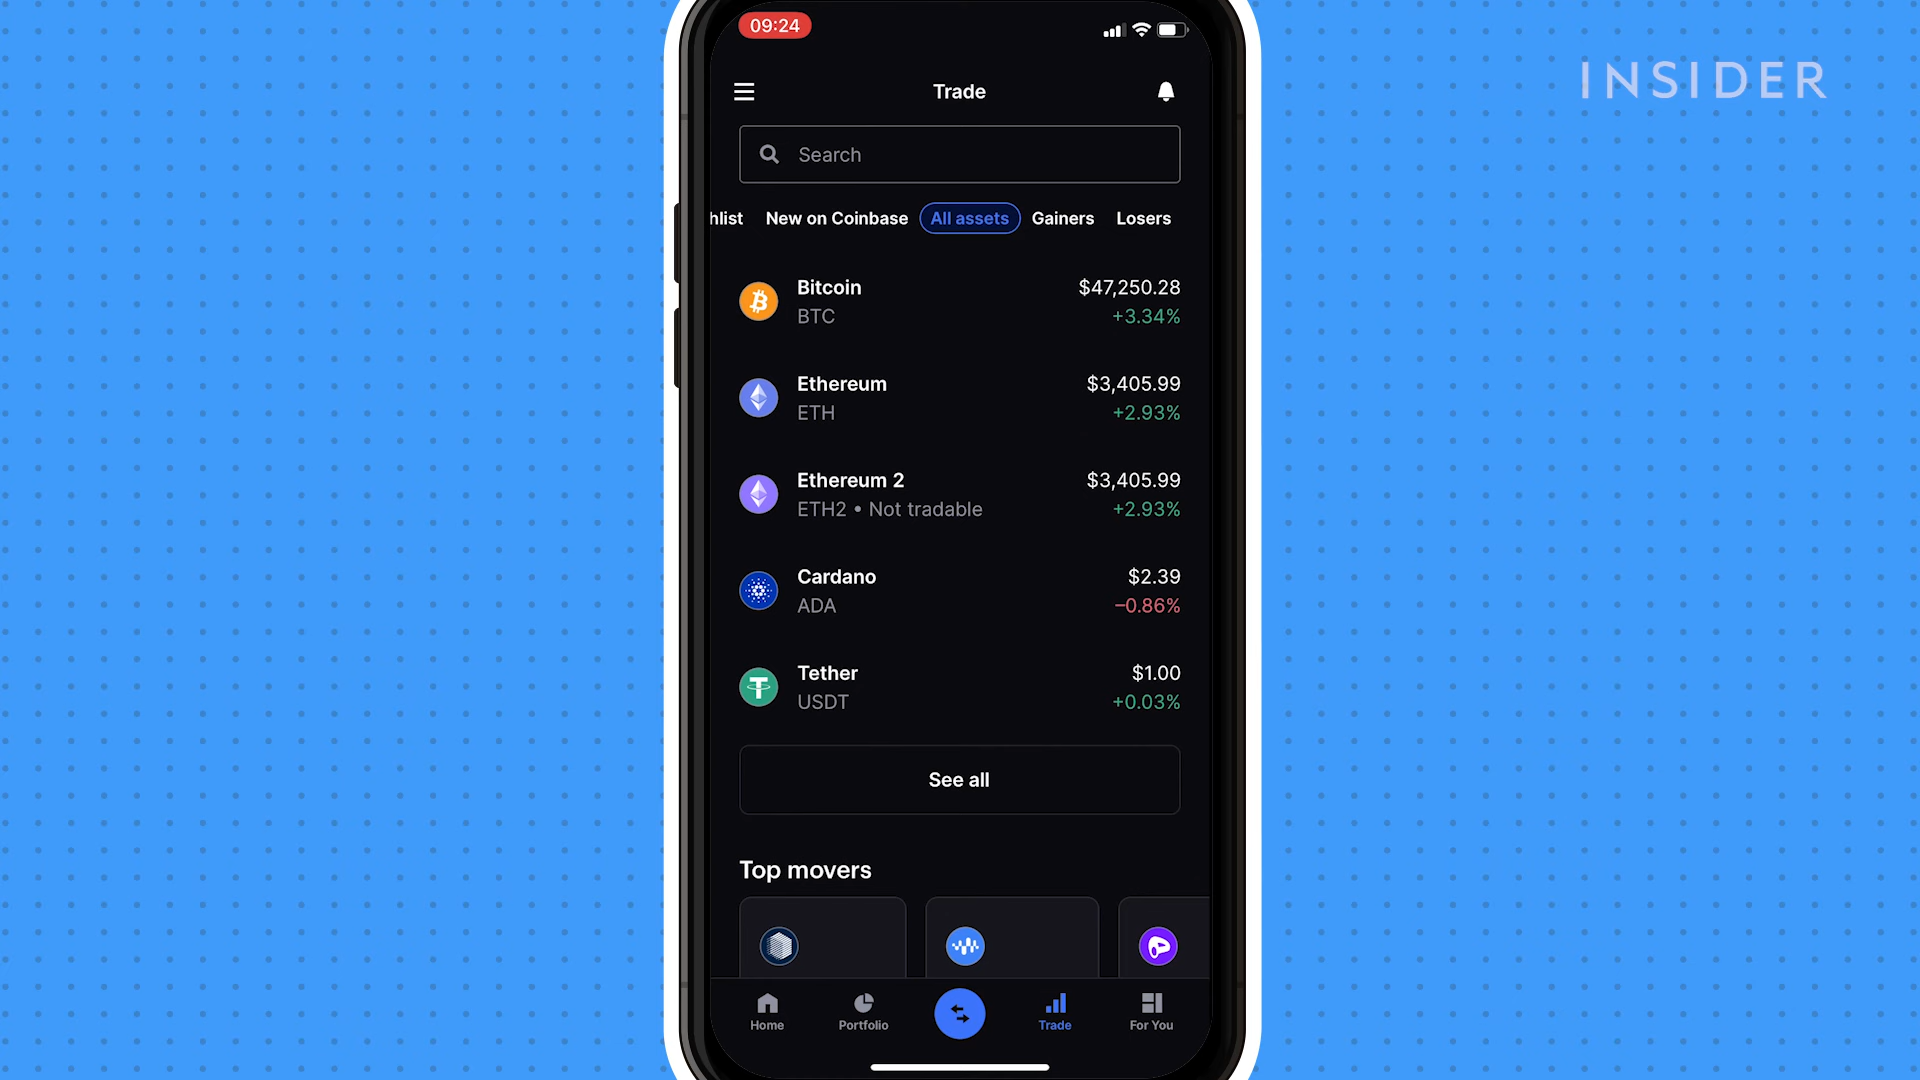 09:24
INSIDER
Trade
Search
hlist New on Coinbase All assets Gainers Losers
Bitcoin $47,250.28
BTC +3.34%
Ethereum $3,405.99
ETH +2.93%
Ethereum 2 $3,405.99
ETH2 • Not tradable +2.93%
Cardano $2.39
ADA −0.86%
Tether $1.00
USDT +0.03%
See all
Top movers
Home Portfolio Trade For You